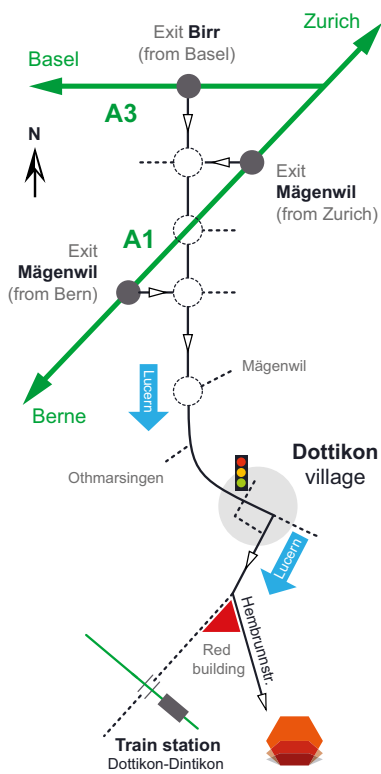 Zurich
Exit Birr
(from Basel)
Basel
A3
N
Exit
Mägenwil
(from Zurich)
A1
Exit
Mägenwil
(from Bern)
Lucern
Mägenwil
Berne
Dottikon
village
Othmarsingen
Lucern
Hembrunnstr.
Red
building
Train station
Dottikon-Dintikon